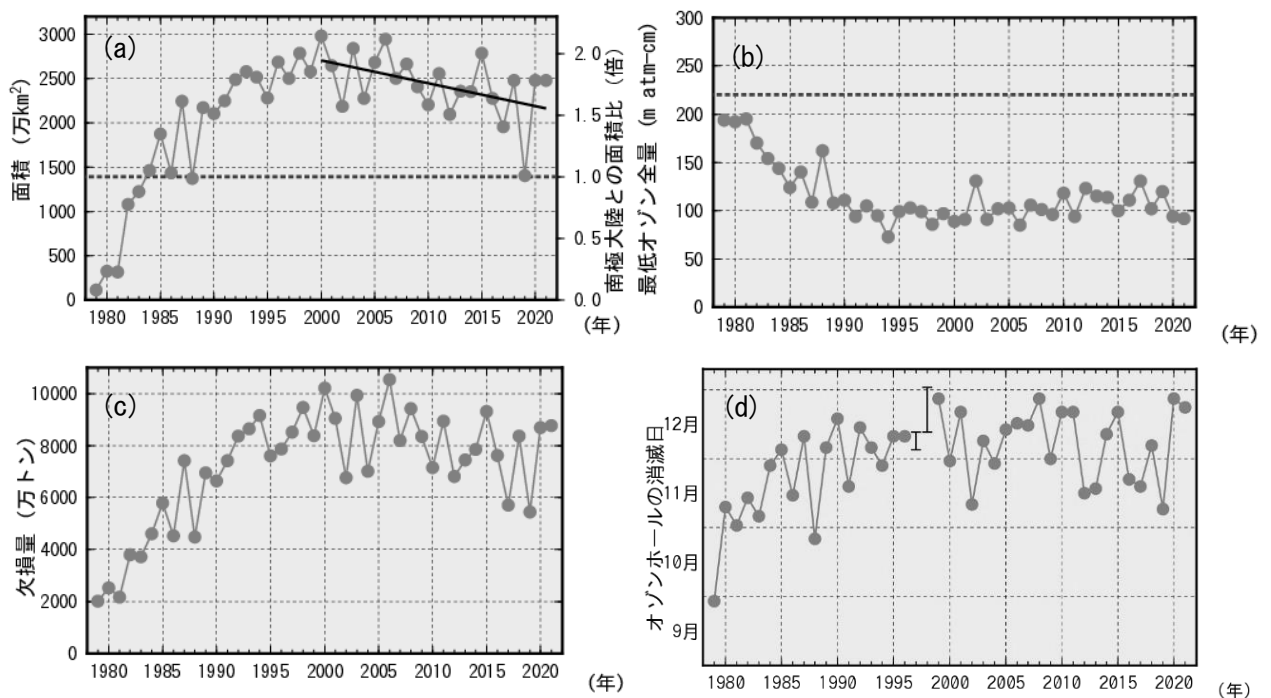 (a)
面積 (万km²)
3000
2500
2000
1500
1000
500
0
2.0
1.5
1.0
0.5
0.0
南極大陸との面積比 (倍)
1980 1985 1990 1995 2000 2005 2010 2015 2020
(年)
(b)
最低オゾン全量 (m atm-cm)
300
250
200
150
100
50
0
1980 1985 1990 1995 2000 2005 2010 2015 2020
(年)
(c)
欠損量 (万トン)
10000
8000
6000
4000
2000
0
1980 1985 1990 1995 2000 2005 2010 2015 2020
(年)
(d)
オゾンホールの消滅日
12月
11月
10月
9月
1980 1985 1990 1995 2000 2005 2010 2015 2020
(年)